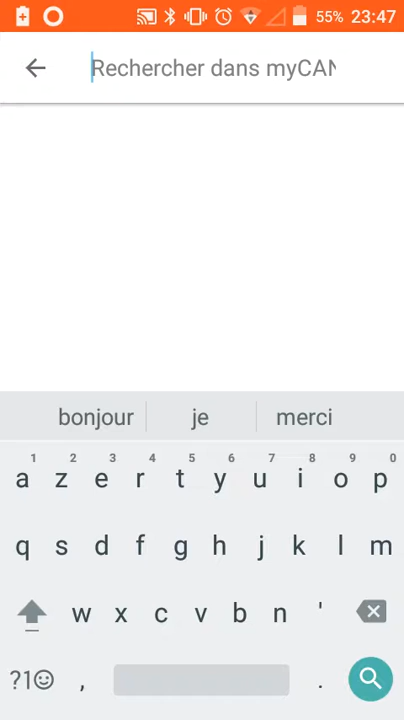 55% 23:47
Rechercher dans myCAN
bonjour je merci
1 2 3 4 5 6 7 8 9 0
a z e r t y u i o p
q s d f g h j k l m
w x c v b n '
?1 , .